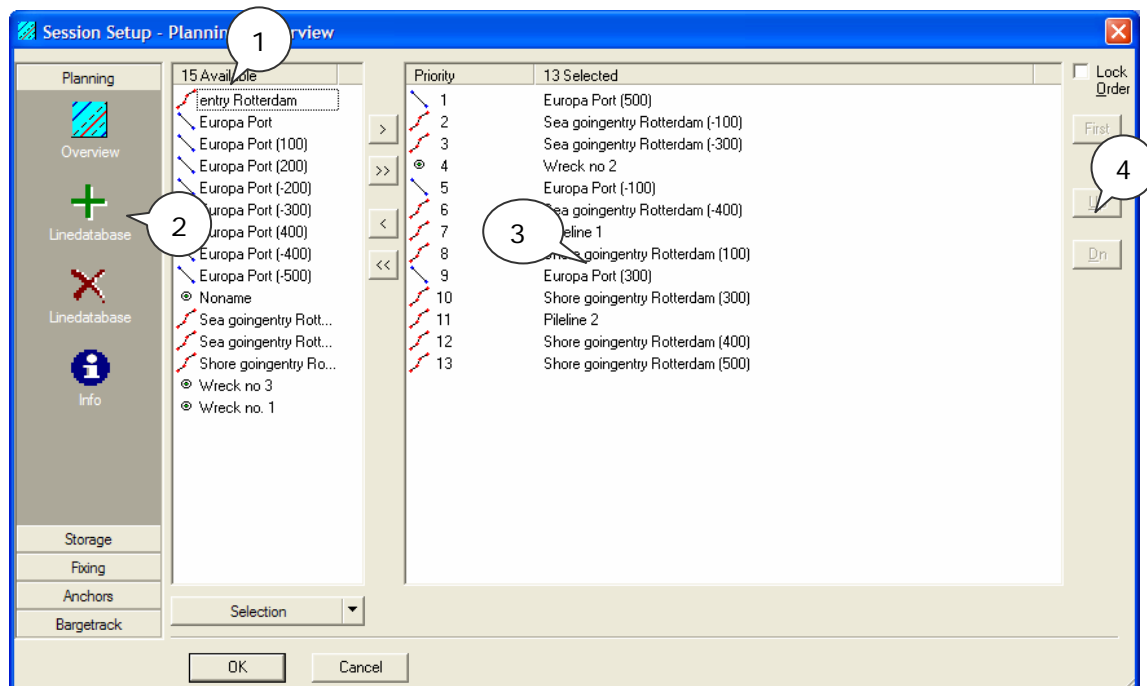 Session Setup - Planning rview
1
15 Available
Priority
13 Selected
Lock
Order
Planning
Overview
Linedatabase
Linedatabase
Info
Storage
Fixing
Anchors
Bargetrack
2
entry Rotterdam
Europa Port
Europa Port (100)
Europa Port (200)
Europa Port (-200)
Europa Port (-300)
Europa Port (400)
Europa Port (-400)
Europa Port (-500)
Noname
Sea goingentry Rott...
Sea goingentry Rott...
Shore goingentry Ro...
Wreck no 3
Wreck no. 1
Selection
>
>>
<
<<
1 Europa Port (500)
2 Sea goingentry Rotterdam (-100)
3 Sea goingentry Rotterdam (-300)
4 Wreck no 2
5 Europa Port (-100)
6 Sea goingentry Rotterdam (-400)
7 Pileline 1
8 Shore goingentry Rotterdam (100)
9 Europa Port (300)
10 Shore goingentry Rotterdam (300)
11 Pileline 2
12 Shore goingentry Rotterdam (400)
13 Shore goingentry Rotterdam (500)
3
First
4
U
Dn
OK
Cancel